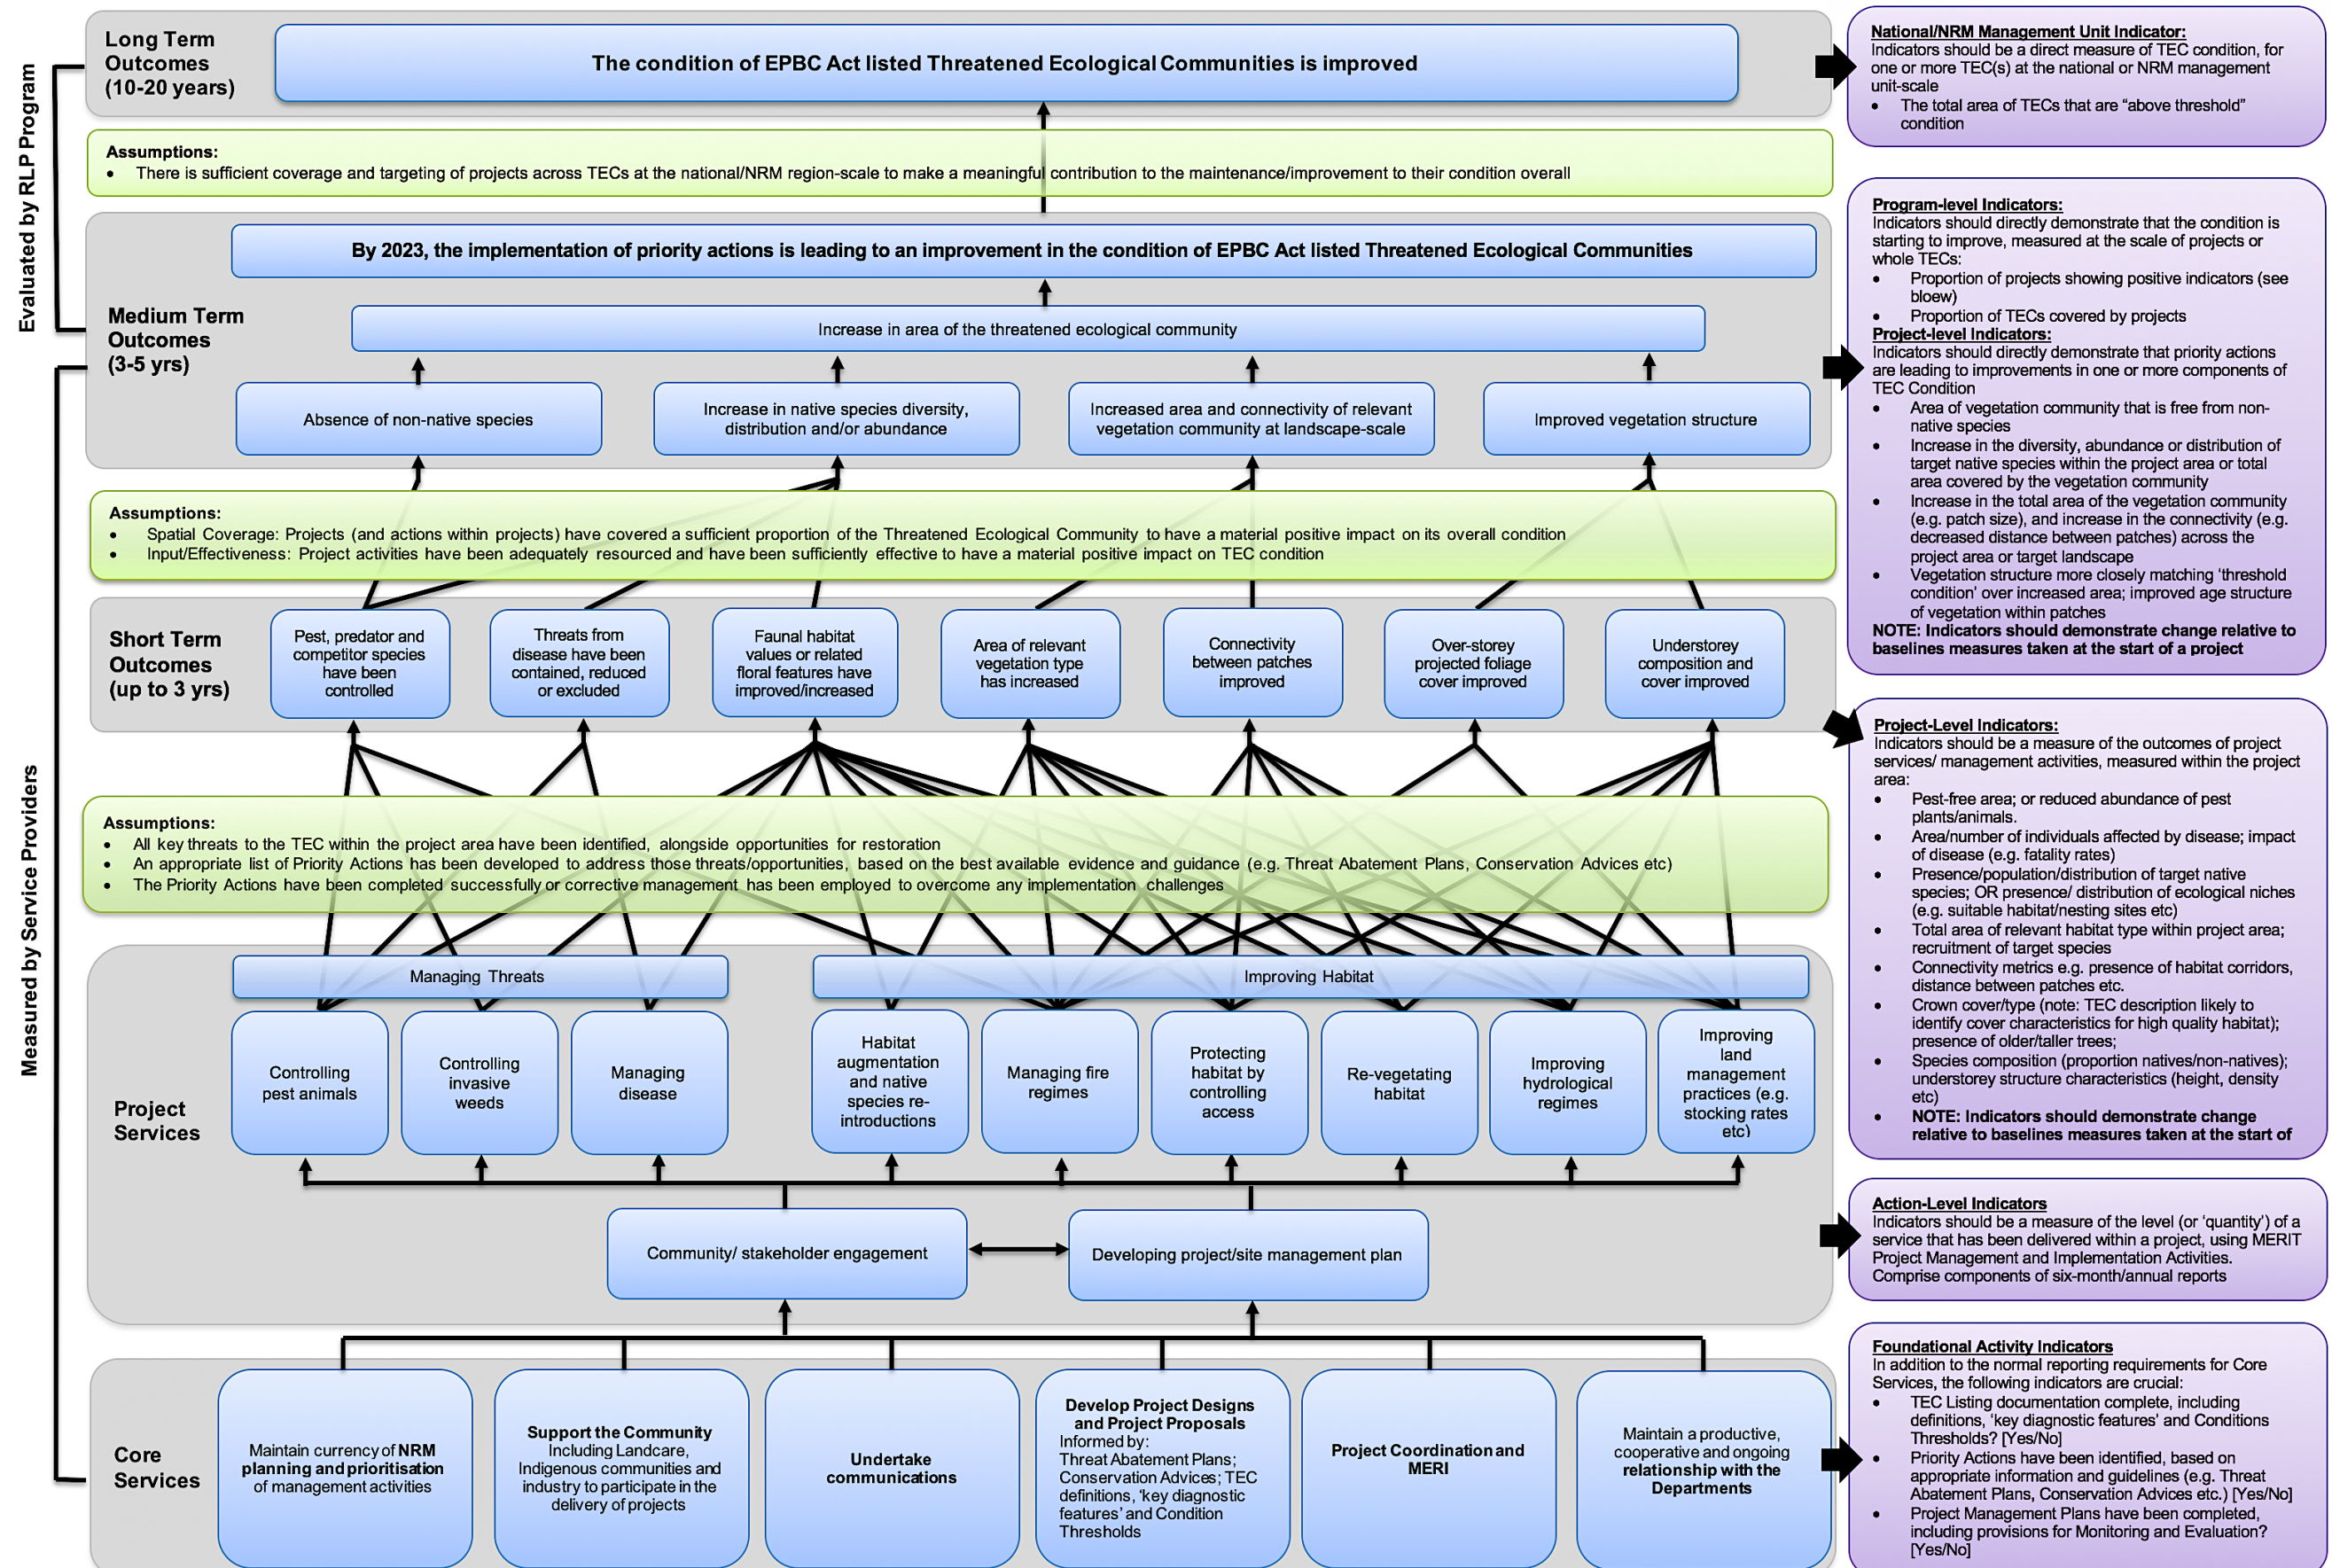 Evaluated by RLP Program
Measured by Service Providers
Long Term
Outcomes
(10-20 years)
The condition of EPBC Act listed Threatened Ecological Communities is improved
Assumptions:
• There is sufficient coverage and targeting of projects across TECs at the national/NRM region-scale to make a meaningful contribution to the maintenance/improvement to their condition overall
Medium Term
Outcomes
(3-5 yrs)
By 2023, the implementation of priority actions is leading to an improvement in the condition of EPBC Act listed Threatened Ecological Communities
Increase in area of the threatened ecological community
Absence of non-native species
Increase in native species diversity,
distribution and/or abundance
Increased area and connectivity of relevant
vegetation community at landscape-scale
Improved vegetation structure
Assumptions:
• Spatial Coverage: Projects (and actions within projects) have covered a sufficient proportion of the Threatened Ecological Community to have a material positive impact on its overall condition
• Input/Effectiveness: Project activities have been adequately resourced and have been sufficiently effective to have a material positive impact on TEC condition
Short Term
Outcomes
(up to 3 yrs)
Pest, predator and
competitor species
have been
controlled
Threats from
disease have been
contained, reduced
or excluded
Faunal habitat
values or related
floral features have
improved/increased
Area of relevant
vegetation type
has increased
Connectivity
between patches
improved
Over-storey
projected foliage
cover improved
Understorey
composition and
cover improved
Assumptions:
• All key threats to the TEC within the project area have been identified, alongside opportunities for restoration
• An appropriate list of Priority Actions has been developed to address those threats/opportunities, based on the best available evidence and guidance (e.g. Threat Abatement Plans, Conservation Advices etc)
• The Priority Actions have been completed successfully or corrective management has been employed to overcome any implementation challenges
Project
Services
Managing Threats
Improving Habitat
Controlling
pest animals
Controlling
invasive
weeds
Managing
disease
Habitat
augmentation
and native
species re-
introductions
Managing fire
regimes
Protecting
habitat by
controlling
access
Re-vegetating
habitat
Improving
hydrological
regimes
Improving
land
management
practices (e.g.
stocking rates
etc)
Community/ stakeholder engagement
Developing project/site management plan
Core
Services
Maintain currency of NRM
planning and prioritisation
of management activities
Support the Community
Including Landcare,
Indigenous communities and
industry to participate in the
delivery of projects
Undertake
communications
Develop Project Designs
and Project Proposals
Informed by:
Threat Abatement Plans;
Conservation Advices; TEC
definitions, ‘key diagnostic
features’ and Condition
Thresholds
Project Coordination and
MERI
Maintain a productive,
cooperative and ongoing
relationship with the
Departments
National/NRM Management Unit Indicator:
Indicators should be a direct measure of TEC condition, for
one or more TEC(s) at the national or NRM management
unit-scale
• The total area of TECs that are “above threshold”
condition
Program-level Indicators:
Indicators should directly demonstrate that the condition is
starting to improve, measured at the scale of projects or
whole TECs:
• Proportion of projects showing positive indicators (see
bloew)
• Proportion of TECs covered by projects
Project-level Indicators:
Indicators should directly demonstrate that priority actions
are leading to improvements in one or more components of
TEC Condition
• Area of vegetation community that is free from non-
native species
• Increase in the diversity, abundance or distribution of
target native species within the project area or total
area covered by the vegetation community
• Increase in the total area of the vegetation community
(e.g. patch size), and increase in the connectivity (e.g.
decreased distance between patches) across the
project area or target landscape
• Vegetation structure more closely matching ‘threshold
condition’ over increased area; improved age structure
of vegetation within patches
NOTE: Indicators should demonstrate change relative to
baselines measures taken at the start of a project
Project-Level Indicators:
Indicators should be a measure of the outcomes of project
services/ management activities, measured within the project
area:
• Pest-free area; or reduced abundance of pest
plants/animals.
• Area/number of individuals affected by disease; impact
of disease (e.g. fatality rates)
• Presence/population/distribution of target native
species; OR presence/ distribution of ecological niches
(e.g. suitable habitat/nesting sites etc)
• Total area of relevant habitat type within project area;
recruitment of target species
• Connectivity metrics e.g. presence of habitat corridors,
distance between patches etc.
• Crown cover/type (note: TEC description likely to
identify cover characteristics for high quality habitat);
presence of older/taller trees;
• Species composition (proportion natives/non-natives);
understorey structure characteristics (height, density
etc)
• NOTE: Indicators should demonstrate change
relative to baselines measures taken at the start of
Action-Level Indicators
Indicators should be a measure of the level (or ‘quantity’) of a
service that has been delivered within a project, using MERIT
Project Management and Implementation Activities.
Comprise components of six-month/annual reports
Foundational Activity Indicators
In addition to the normal reporting requirements for Core
Services, the following indicators are crucial:
• TEC Listing documentation complete, including
definitions, ‘key diagnostic features’ and Conditions
Thresholds? [Yes/No]
• Priority Actions have been identified, based on
appropriate information and guidelines (e.g. Threat
Abatement Plans, Conservation Advices etc.) [Yes/No]
• Project Management Plans have been completed,
including provisions for Monitoring and Evaluation?
[Yes/No]